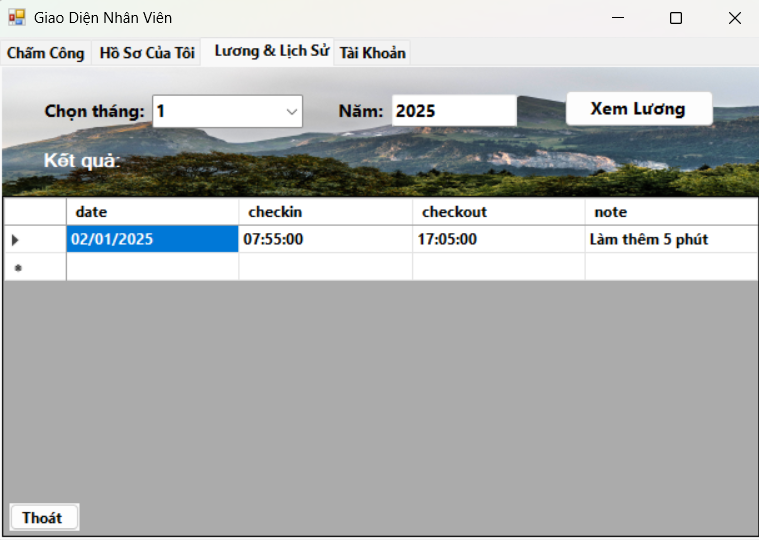 Giao Diện Nhân Viên
Chấm Công Hồ Sơ Của Tôi Lương & Lịch Sử Tài Khoản
Chọn tháng: 1 Năm: 2025 Xem Lương
Kết quả:
date checkin checkout note
02/01/2025 07:55:00 17:05:00 Làm thêm 5 phút
*
Thoát